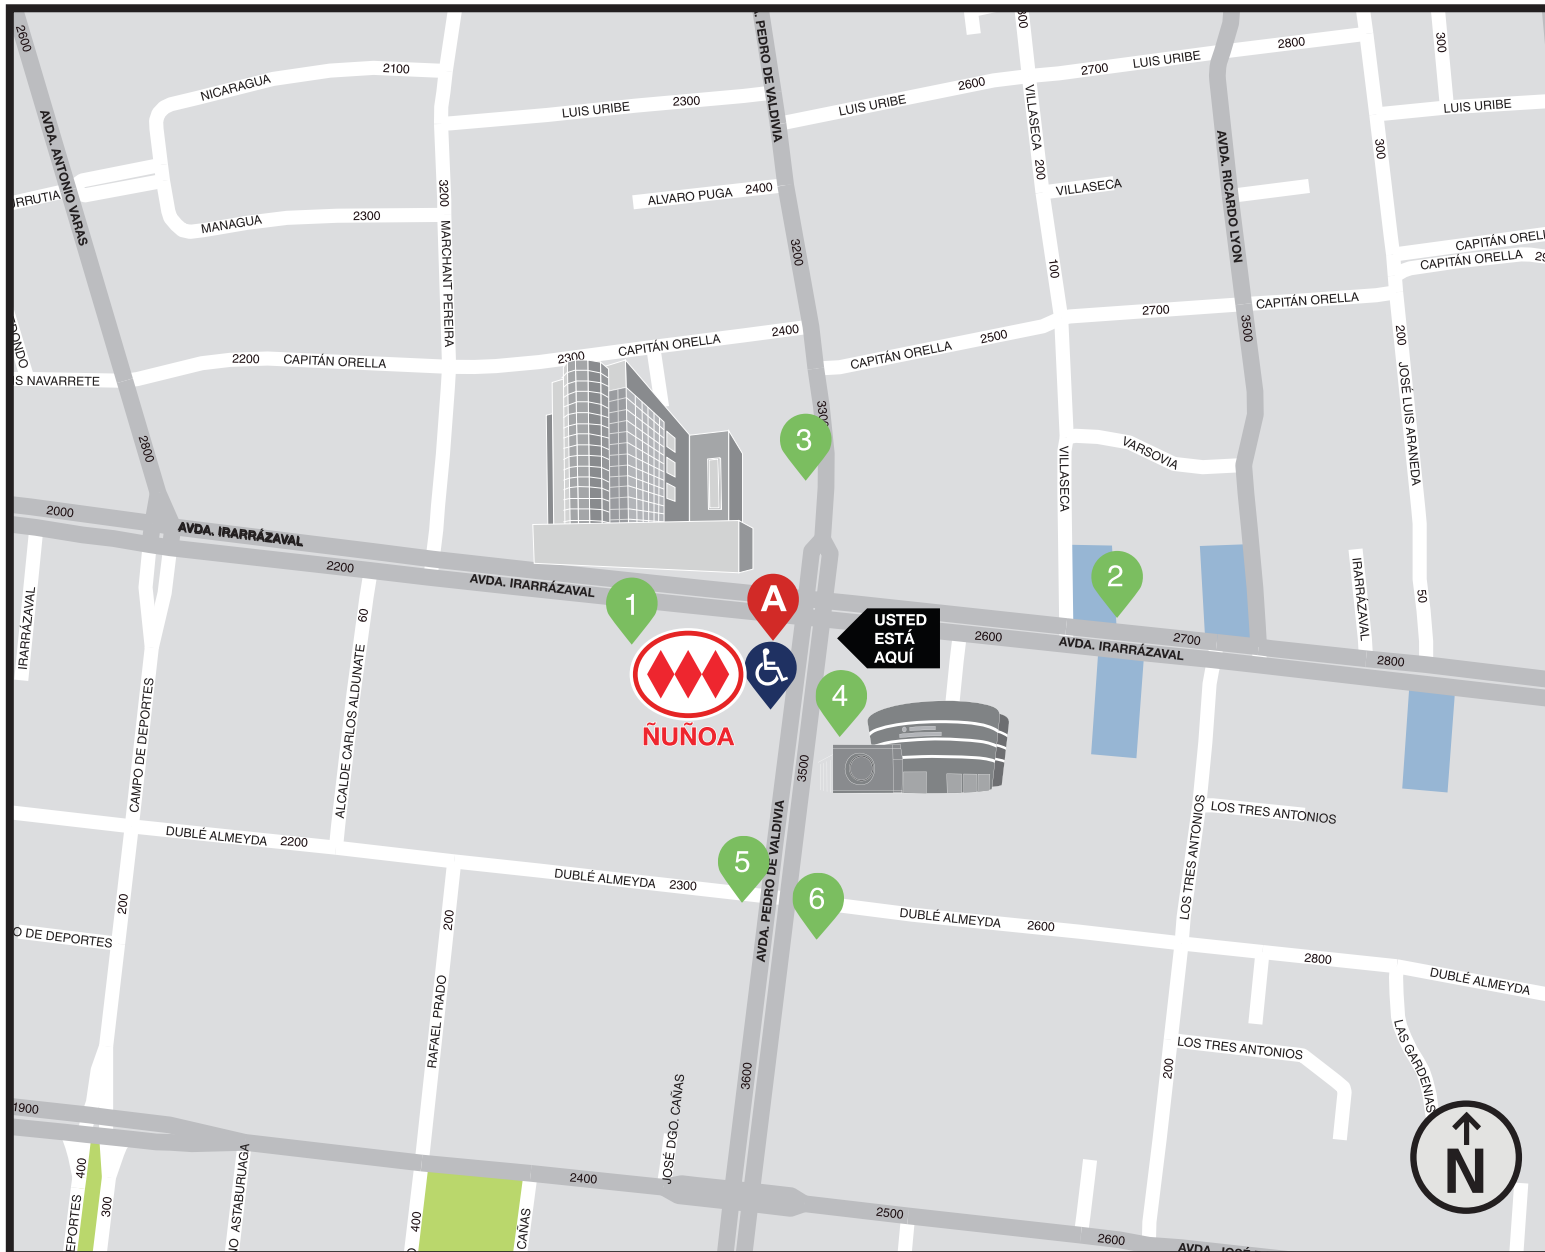 2600
AVDA. ANTONIO VARAS
NICARAGUA
2100
LUIS URIBE
2300
PEDRO DE VALDIVIA
LUIS URIBE
2600
2700
LUIS URIBE
2800
300
LUIS URIBE
VILLASECA
200
VILLASECA
AVDA. RICARDO LYON
300
MANAGUA
2300
3200
MARCHANT PEREIRA
ALVARO PUGA
2400
3200
100
CAPITÁN ORELLA
2700
CAPITÁN ORELLA
3500
200
JOSÉ LUIS ARANEDA
2200
CAPITÁN ORELLA
2300
CAPITÁN ORELLA
2400
CAPITÁN ORELLA
2500
2800
3300
3
VILLASECA
VARSOVIA
2000
AVDA. IRARRÁZAVAL
2200
AVDA. IRARRÁZAVAL
1
A
2
USTED
ESTÁ
AQUÍ
2600
AVDA. IRARRÁZAVAL
2700
IRARRÁZAVAL
50
2800
IRARRÁZAVAL
60
ALCALDE CARLOS ALDUNATE
CAMPO DE DEPORTES
ÑUÑOA
4
3500
AVDA. PEDRO DE VALDIVIA
LOS TRES ANTONIOS
LOS TRES ANTONIOS
DUBLÉ ALMEYDA
2200
DUBLÉ ALMEYDA
2300
5
6
DUBLÉ ALMEYDA
2600
2800
DUBLÉ ALMEYDA
200
O DE DEPORTES
200
RAFAEL PRADO
LOS TRES ANTONIOS
200
LAS GARDENIAS
3600
JOSÉ DGO. CAÑAS
1900
400
300
ASTABURUAGA
400
CAÑAS
2400
2500
2600
N